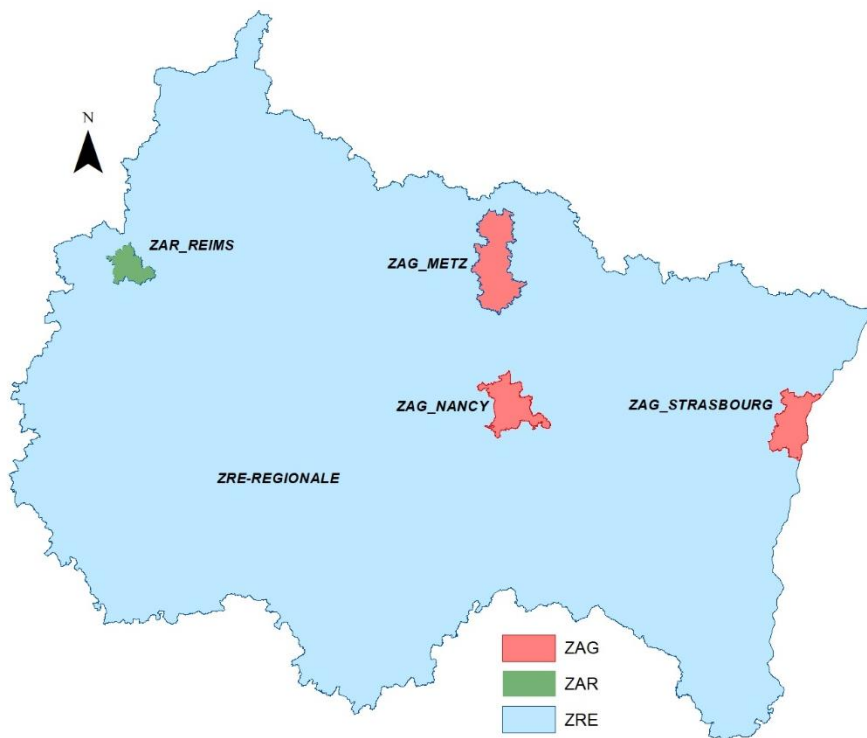 N
ZAR_REIMS
ZAG_METZ
ZAG_NANCY
ZAG_STRASBOURG
ZRE-REGIONALE
ZAG
ZAR
ZRE